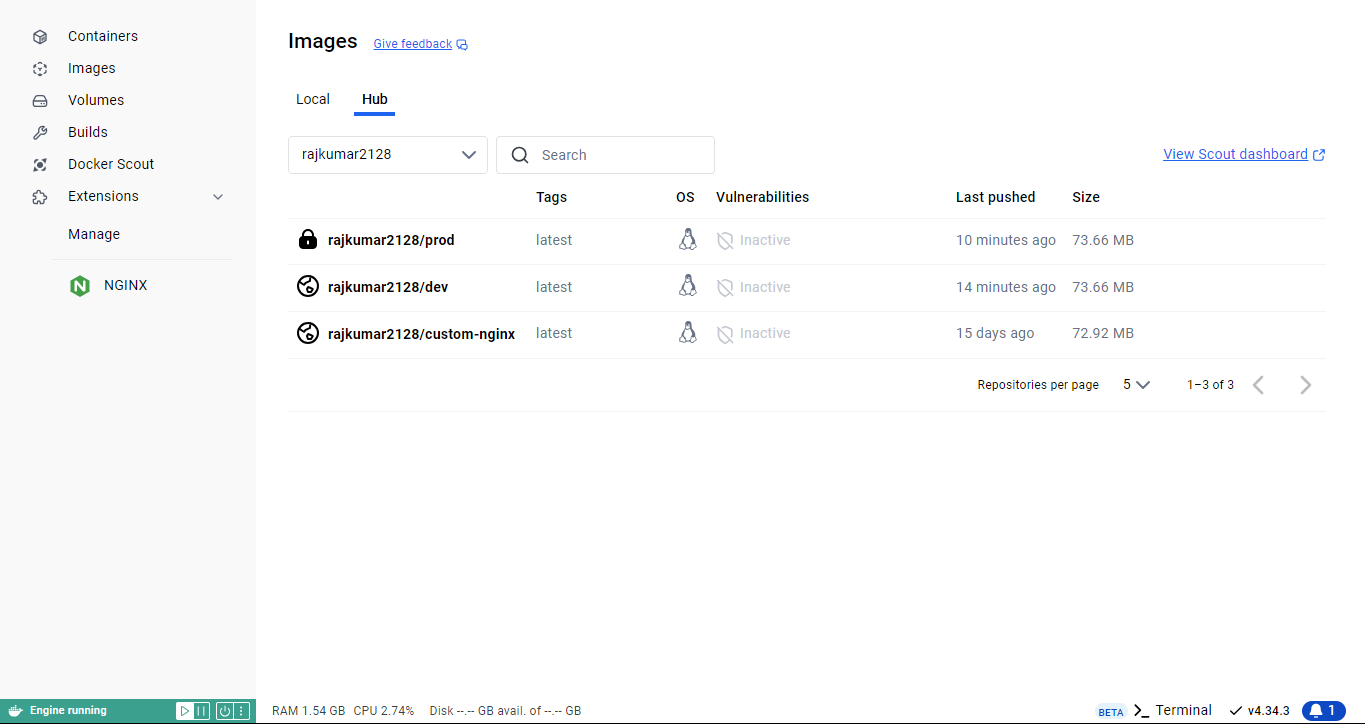 Containers
Images
Volumes
Builds
Docker Scout
Extensions
Manage
NGINX
Images Give feedback
Local Hub
rajkumar2128 Search View Scout dashboard
Tags OS Vulnerabilities Last pushed Size
rajkumar2128/prod latest Inactive 10 minutes ago 73.66 MB
rajkumar2128/dev latest Inactive 14 minutes ago 73.66 MB
rajkumar2128/custom-nginx latest Inactive 15 days ago 72.92 MB
Repositories per page 5 1–3 of 3
Engine running RAM 1.54 GB CPU 2.74% Disk --.-- GB avail. of --.-- GB BETA Terminal v4.34.3 1